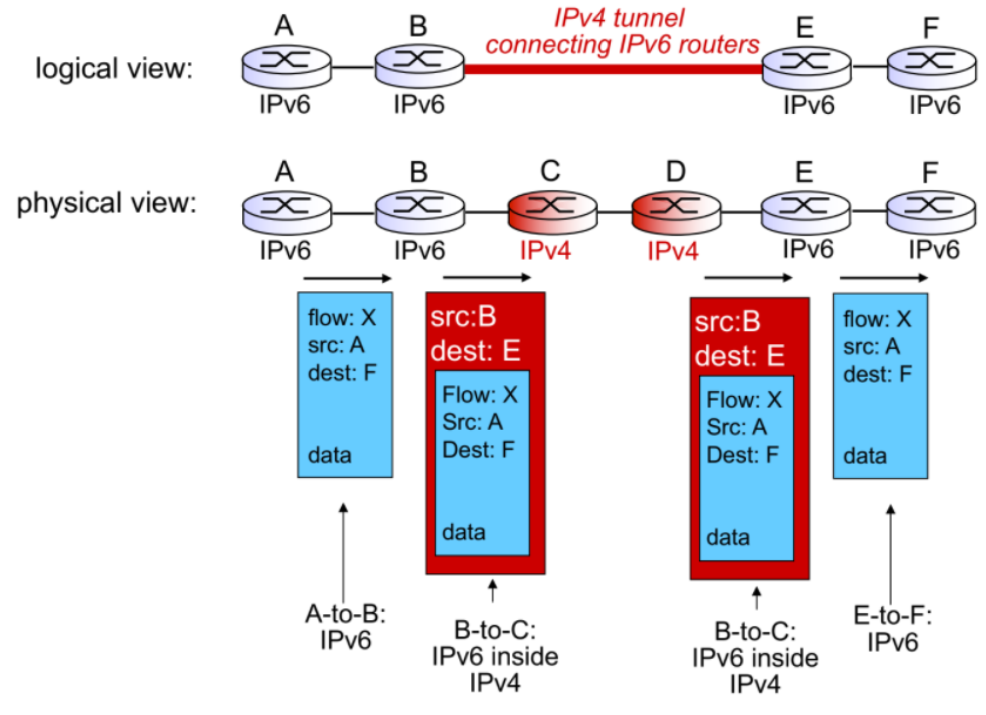 A
B
IPv4 tunnel
connecting IPv6 routers
E
F
logical view:
IPv6
IPv6
IPv6
IPv6
A
B
C
D
E
F
physical view:
IPv6
IPv6
IPv4
IPv4
IPv6
IPv6
flow: X
src: A
dest: F
data
src:B
dest: E
Flow: X
Src: A
Dest: F
data
src:B
dest: E
Flow: X
Src: A
Dest: F
data
flow: X
src: A
dest: F
data
A-to-B:
IPv6
B-to-C:
IPv6 inside
IPv4
B-to-C:
IPv6 inside
IPv4
E-to-F:
IPv6